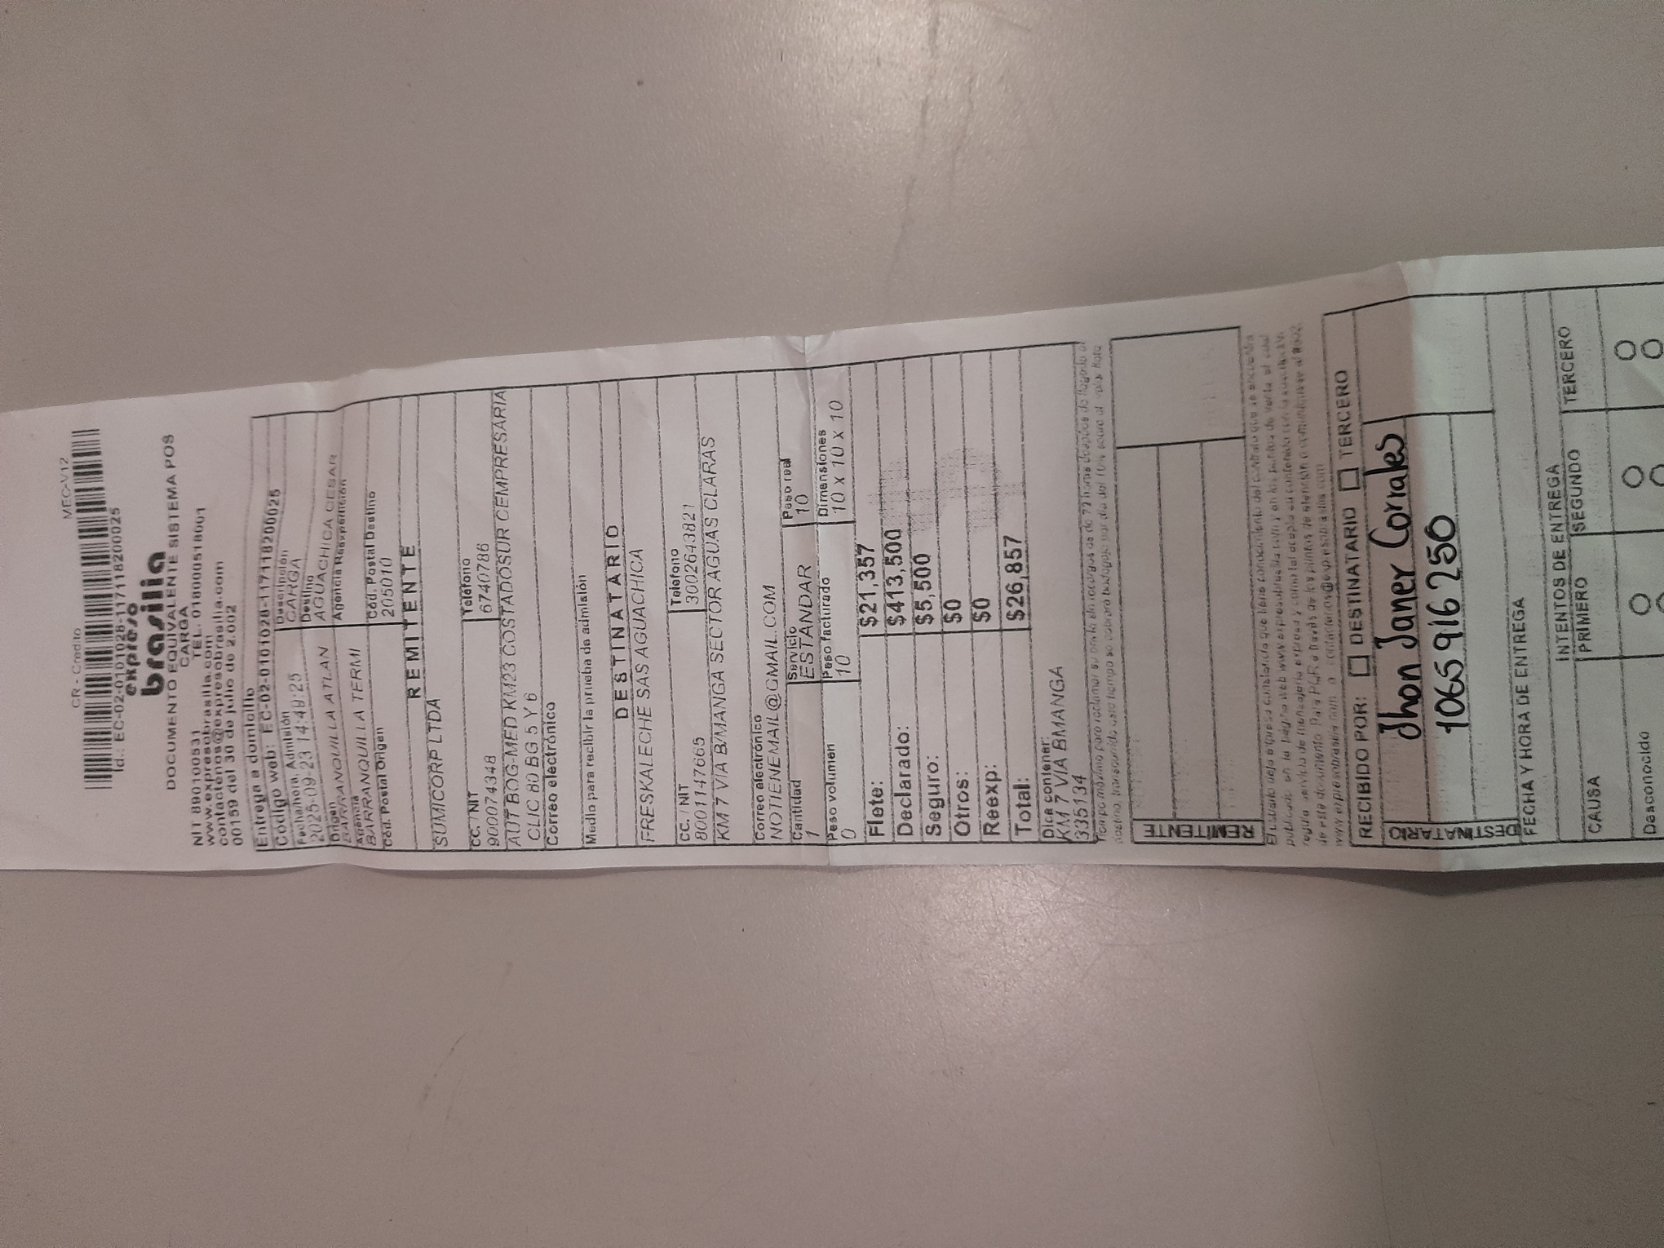 CR - Credito
MEC-V12
Id.: EC-02-0101028-117118200025
expreso
brasilia
DOCUMENTO EQUIVALENTE SISTEMA POS
CARGA
NIT 890100531 TEL. 018000518001
www.expresobrasilia.com
contactenos@expresobrasilia.com
00159 del 30 de julio de 2.002
Entrega a domicilio
Código web: EC-02-0101028-117118200025
Fecha/hora. Admisión
2025-09-23 14:49:25
CARGA
Origen
BARRANQUILLA ATLAN
Destino
AGUACHICA CESAR
Agencia
BARRANQUILLA TERMI
Cód. Postal Origen
Cód. Postal Destino
205010
REMITENTE
SUMICORP LTDA
CC. / NIT
9000074348
Teléfono
6740786
AUT BOG-MED KM23 COSTADOSUR CEMPRESARIA
CLIC 80 BG 5 Y 6
Correo electrónico
Medio para recibir la prueba de admisión
DESTINATARIO
FRESKALECHE SAS AGUACHICA
CC. / NIT
8001147665
Teléfono
3002643821
KM 7 VIA B/MANGA SECTOR AGUAS CLARAS
Correo electrónico
NOTIENEMAIL@GMAIL.COM
Cantidad
1
Servicio
ESTANDAR
Peso real
10
Peso volumen
0
Peso facturado
10
Dimensiones
10 x 10 x 10
Flete: $21,357
Declarado: $413,500
Seguro: $5,500
Otros: $0
Reexp: $0
Total: $26,857
Dice contener:
KM 7 VIA BMANGA
335134
REMITENTE
RECIBIDO POR: DESTINATARIO TERCERO
DESTINATARIO
Jhon Janer Corrales
1065916250
FECHA Y HORA DE ENTREGA
INTENTOS DE ENTREGA
CAUSA PRIMERO SEGUNDO TERCERO
Desconocido